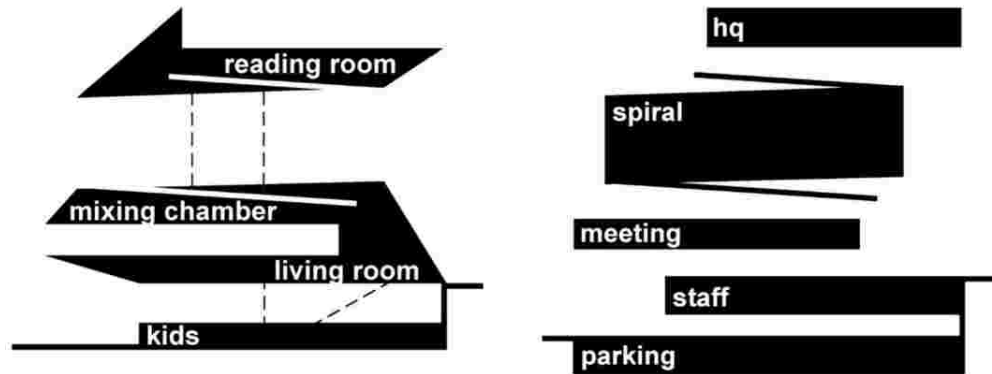 reading room
mixing chamber
living room
kids
hq
spiral
meeting
staff
parking